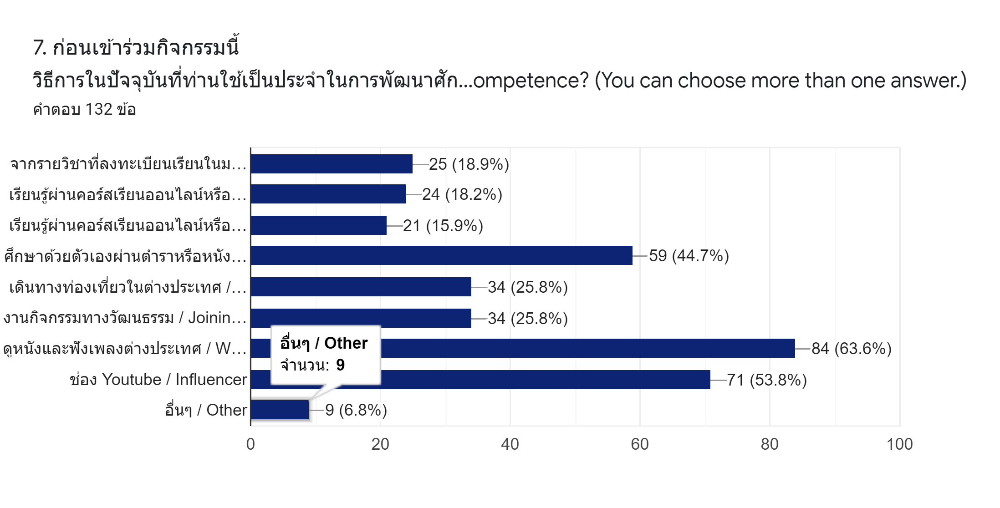 7. ก่อนเข้าร่วมกิจกรรมนี้
วิธีการในปัจจุบันที่ท่านใช้เป็นประจำในการพัฒนาศัก...ompetence? (You can choose more than one answer.)
คำตอบ 132 ข้อ
จากรายวิชาที่ลงทะเบียนเรียนในม… 25 (18.9%)
เรียนรู้ผ่านคอร์สเรียนออนไลน์หรือ… 24 (18.2%)
เรียนรู้ผ่านคอร์สเรียนออนไลน์หรือ… 21 (15.9%)
ศึกษาด้วยตัวเองผ่านตำราหรือหนัง… 59 (44.7%)
เดินทางท่องเที่ยวในต่างประเทศ /… 34 (25.8%)
งานกิจกรรมทางวัฒนธรรม / Joinin… 34 (25.8%)
อื่นๆ / Other
ดูหนังและฟังเพลงต่างประเทศ / W… 84 (63.6%)
จำนวน: 9
ช่อง Youtube / Influencer 71 (53.8%)
อื่นๆ / Other 9 (6.8%)
0 20 40 60 80 100